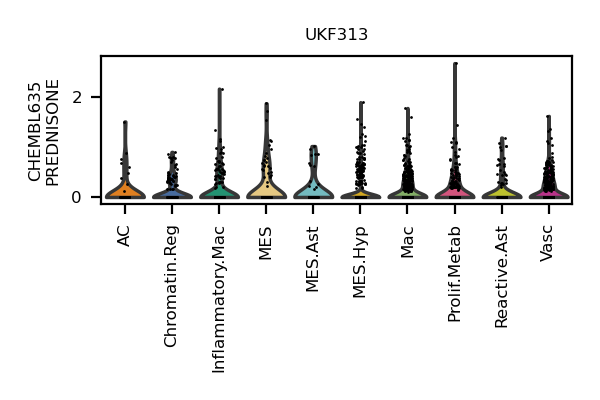 UKF313
CHEMBL635
PREDNISONE
2
0
AC
Chromatin.Reg
Inflammatory.Mac
MES
MES.Ast
MES.Hyp
Mac
Prolif.Metab
Reactive.Ast
Vasc